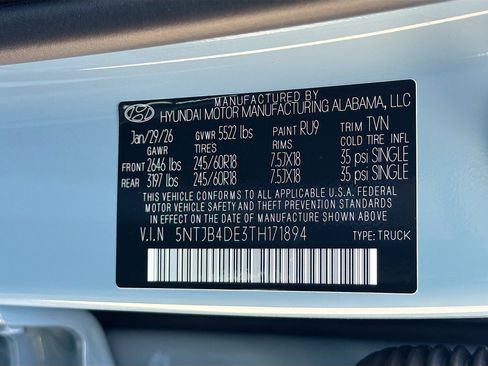 MANUFACTURED BY
HYUNDAI MOTOR MANUFACTURING ALABAMA, LLC
Jan/29/26 GVWR 5522 lbs PAINT RU9 TRIM TVN
GAWR TIRES RIMS COLD TIRE INFL
FRONT 2646 lbs 245/60R18 7.5JX18 35 psi SINGLE
REAR 3197 lbs 245/60R18 7.5JX18 35 psi SINGLE
THIS VEHICLE CONFORMS TO ALL APPLICABLE U.S.A. FEDERAL
MOTOR VEHICLE SAFETY AND THEFT PREVENTION STANDARDS
IN EFFECT ON THE DATE OF MANUFACTURE SHOWN ABOVE.
V.I.N 5NTJB4DE3TH171894 TYPE: TRUCK